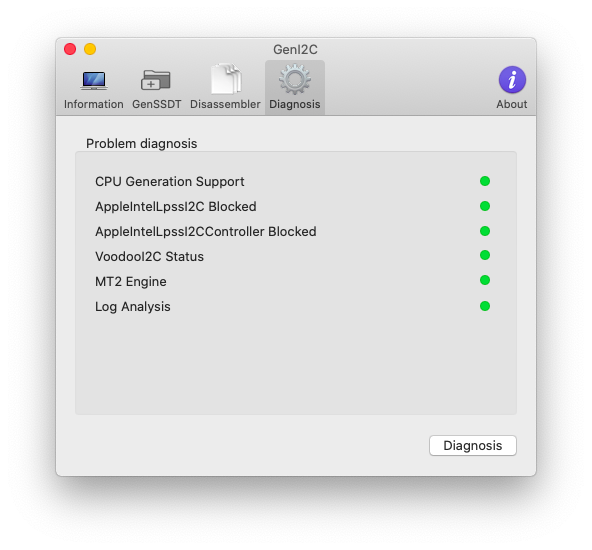 GenI2C
Information GenSSDT Disassembler Diagnosis About
Problem diagnosis
CPU Generation Support
AppleIntelLpssI2C Blocked
AppleIntelLpssI2CController Blocked
VoodooI2C Status
MT2 Engine
Log Analysis
Diagnosis